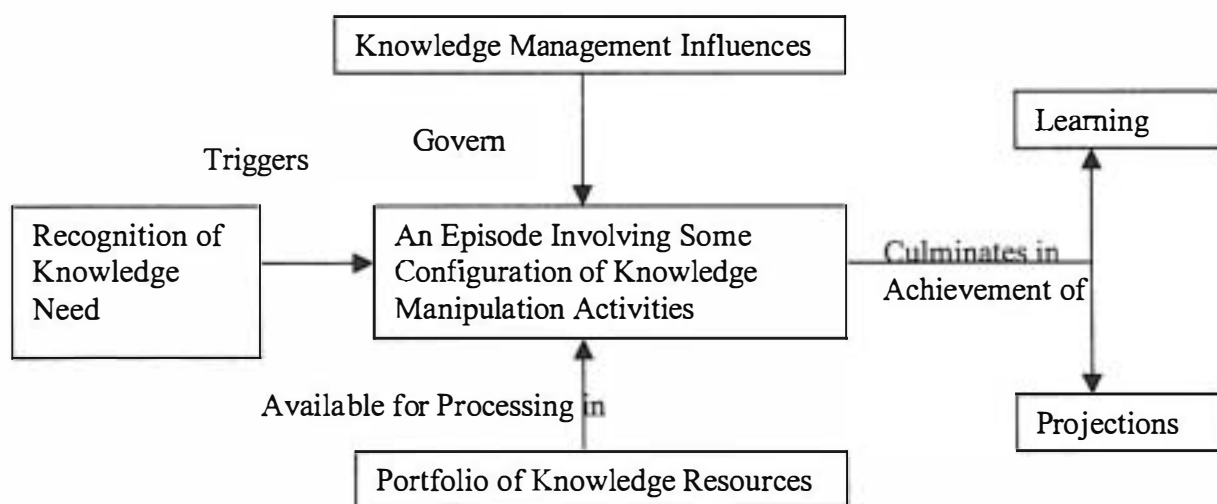 Knowledge Management Influences
Learning
Govern
Triggers
Recognition of
Knowledge
Need
An Episode Involving Some
Configuration of Knowledge
Manipulation Activities
Culminates in
Achievement of
Available for Processing in
Projections
Portfolio of Knowledge Resources